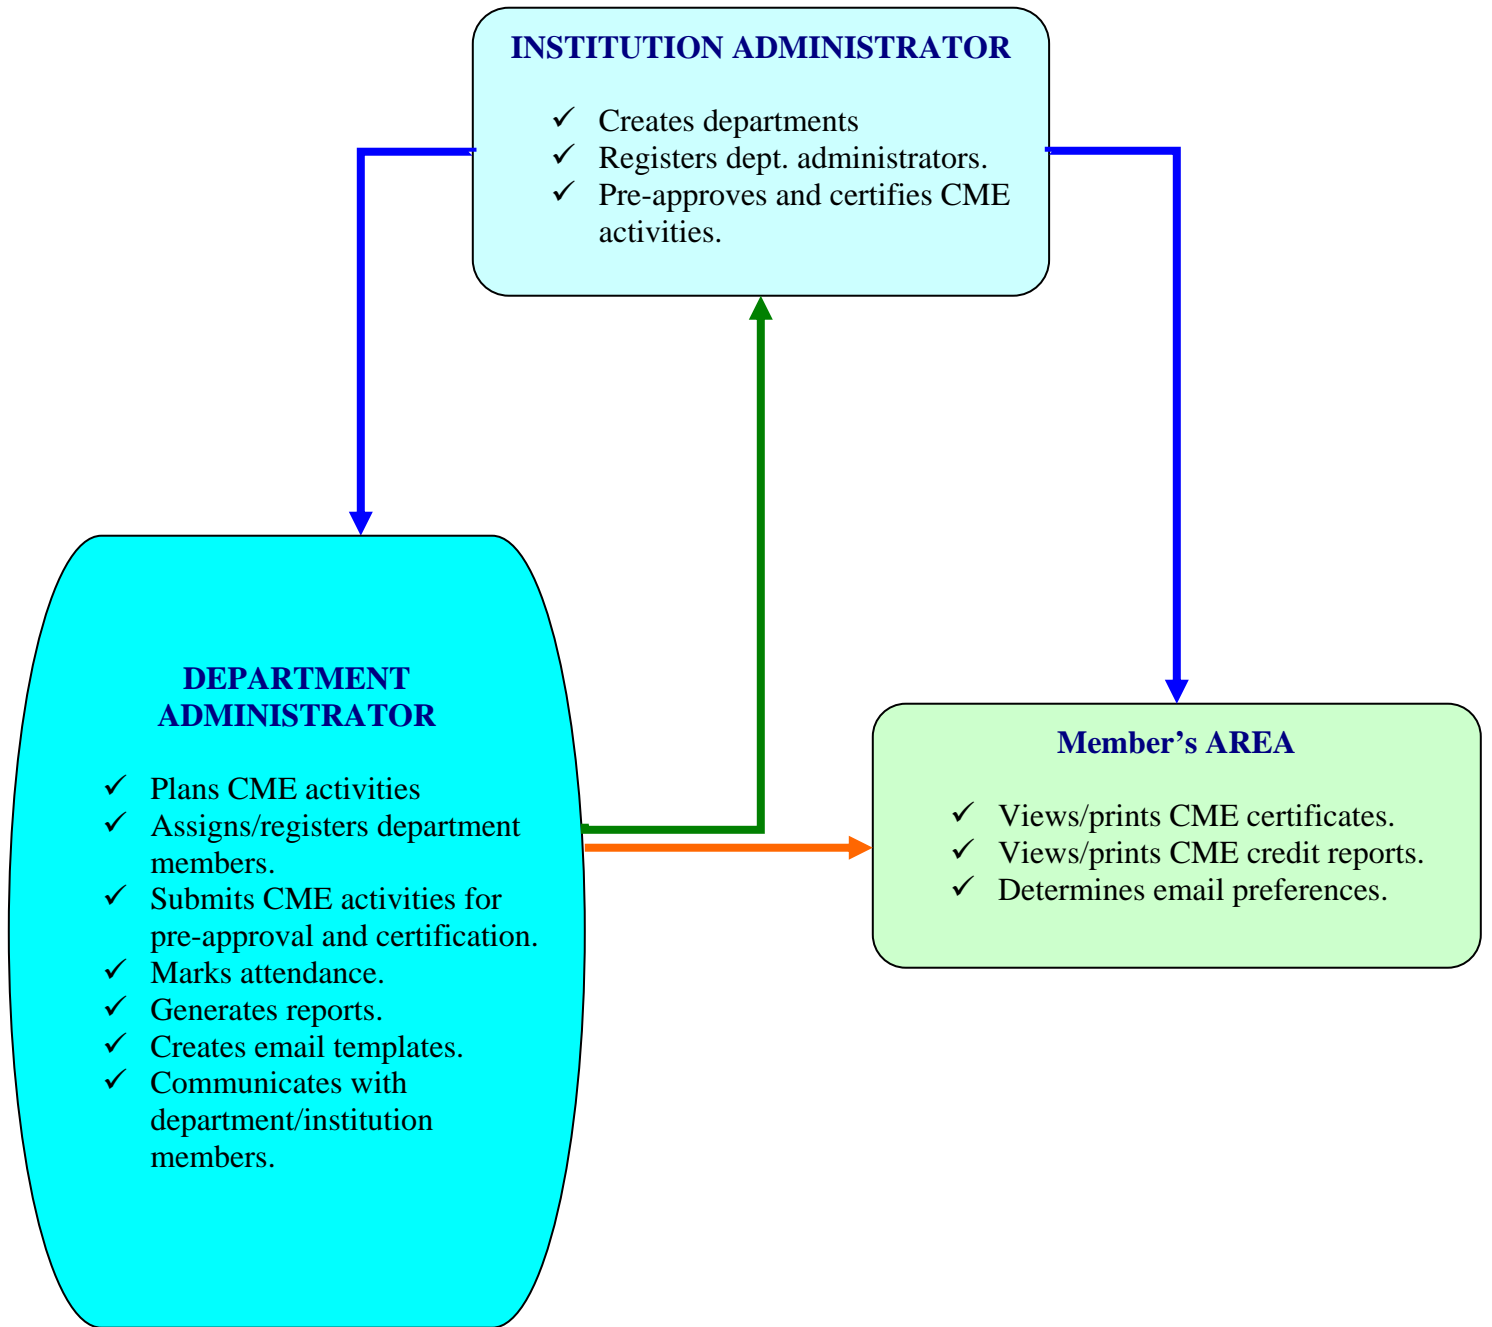 INSTITUTION ADMINISTRATOR
✓ Creates departments
✓ Registers dept. administrators.
✓ Pre-approves and certifies CME
activities.
DEPARTMENT
ADMINISTRATOR
✓ Plans CME activities
✓ Assigns/registers department
members.
✓ Submits CME activities for
pre-approval and certification.
✓ Marks attendance.
✓ Generates reports.
✓ Creates email templates.
✓ Communicates with
department/institution
members.
Member’s AREA
✓ Views/prints CME certificates.
✓ Views/prints CME credit reports.
✓ Determines email preferences.